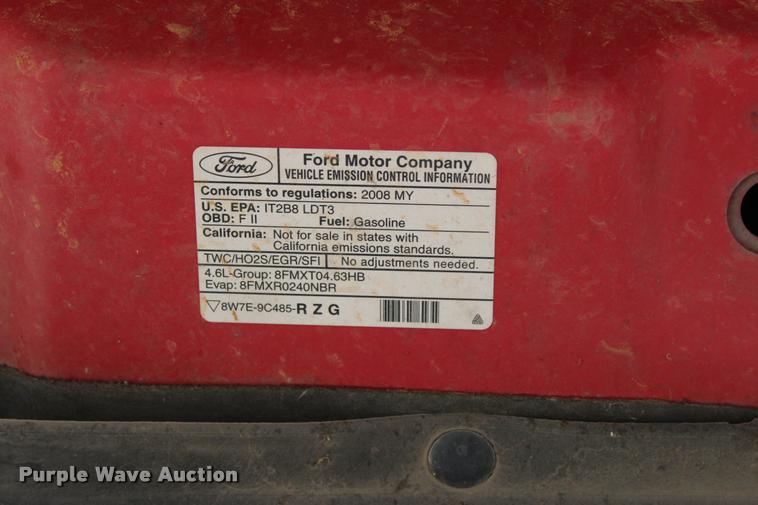 Ford
Ford Motor Company
VEHICLE EMISSION CONTROL INFORMATION
Conforms to regulations: 2008 MY
U.S. EPA: IT2B8 LDT3
OBD: F II Fuel: Gasoline
California: Not for sale in states with
California emissions standards.
TWC/HO2S/EGR/SFI No adjustments needed.
4.6L-Group: 8FMXT04.63HB
Evap: 8FMXR0240NBR
8W7E-9C485-R Z G
Purple Wave Auction